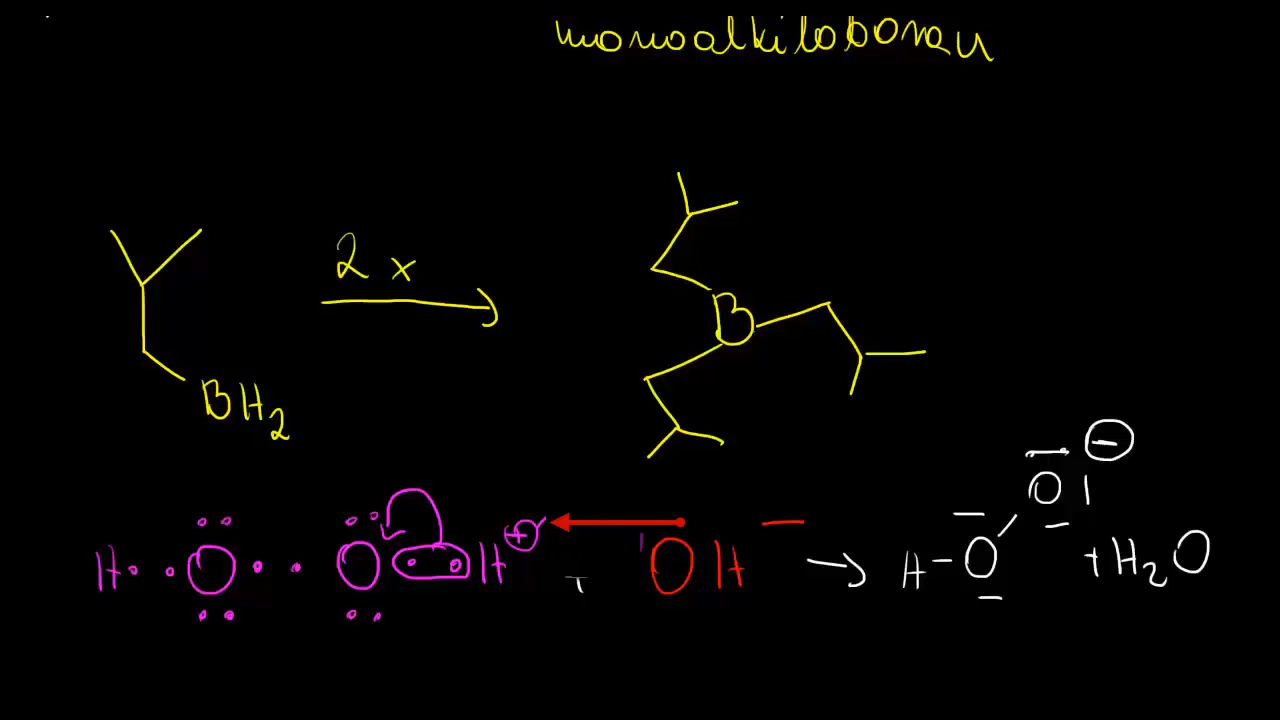 monoalkiloboran
2 x
B
BH₂
H O O H ⊕ + OH⁻ → H-O-O ⊖ + H₂O